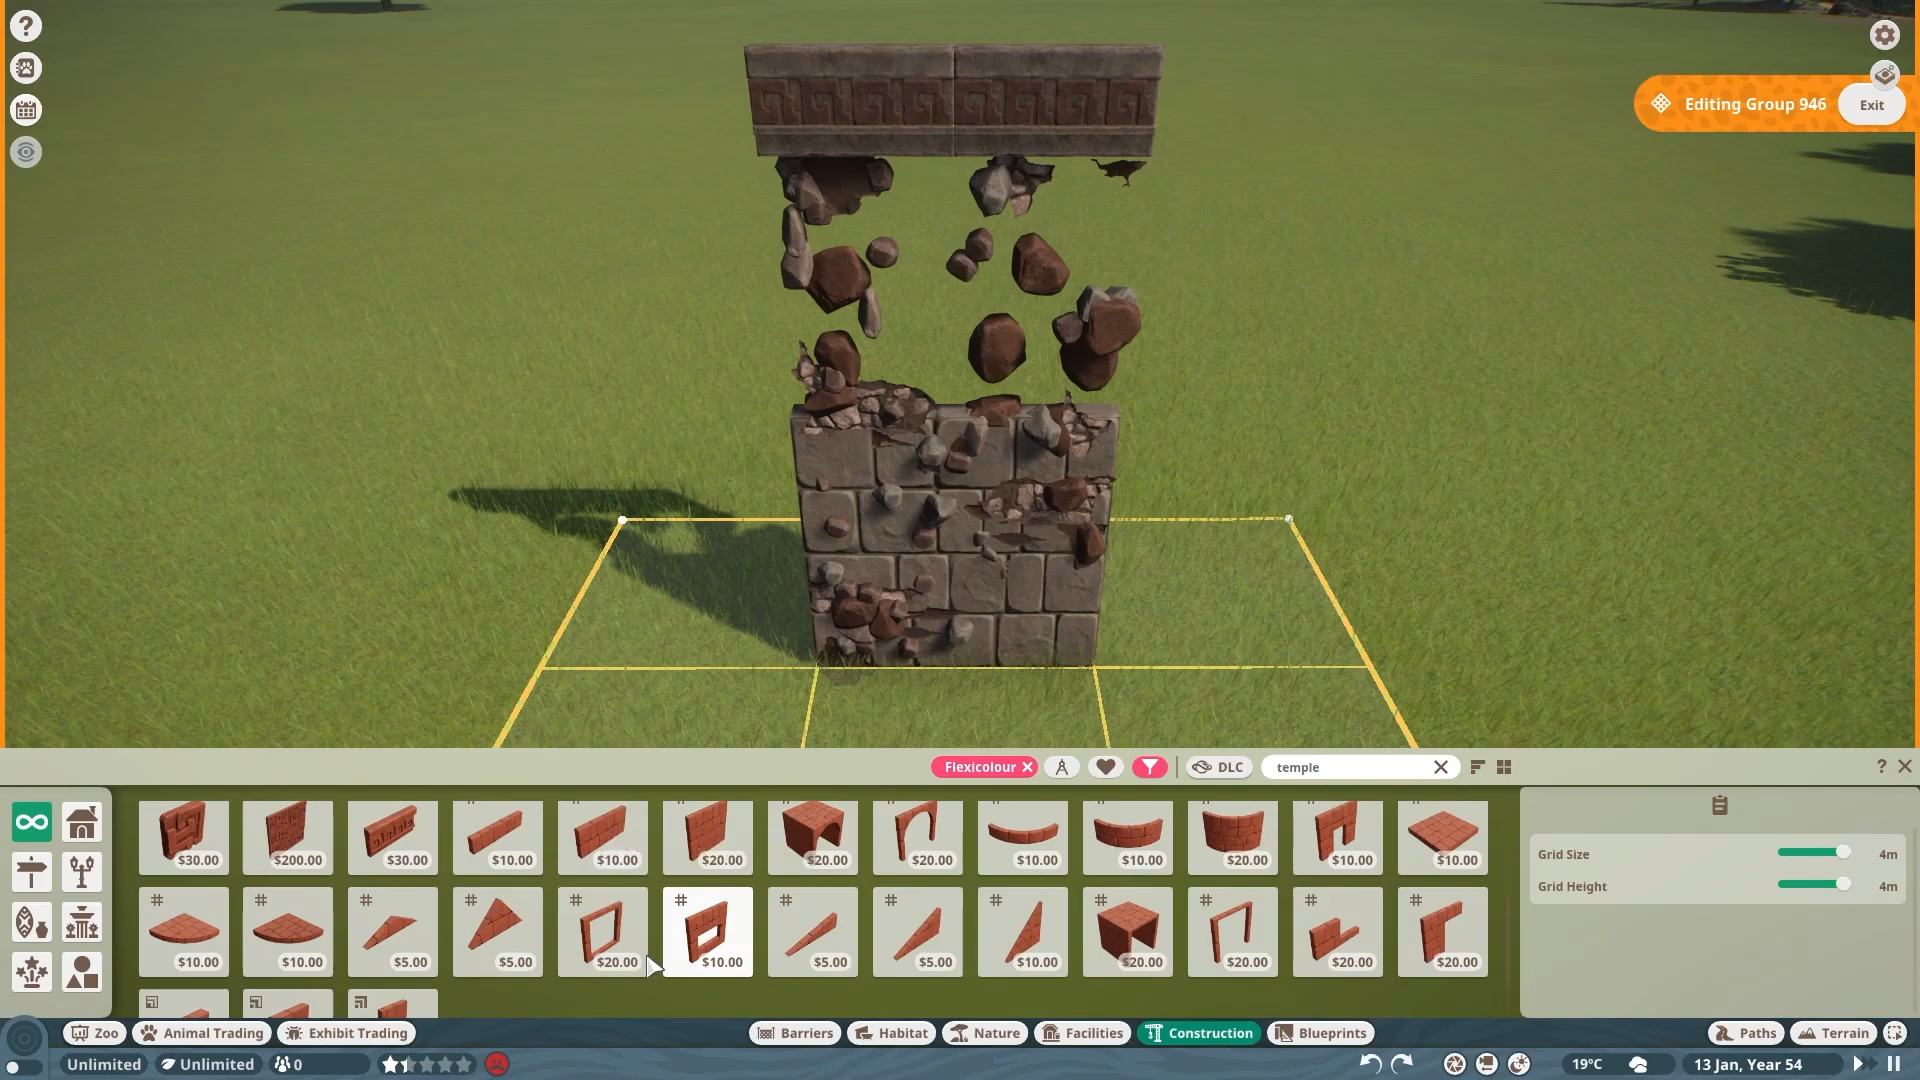 Editing Group 946 Exit
Flexicolour DLC temple
$30.00 $200.00 $30.00 $10.00 $10.00 $20.00 $20.00 $20.00 $10.00 $10.00 $20.00 $10.00 $10.00
$10.00 $10.00 $5.00 $5.00 $20.00 $10.00 $5.00 $5.00 $10.00 $20.00 $20.00 $20.00 $20.00
Grid Size 4m
Grid Height 4m
Zoo Animal Trading Exhibit Trading Barriers Habitat Nature Facilities Construction Blueprints Paths Terrain
Unlimited Unlimited 0 19°C 13 Jan, Year 54